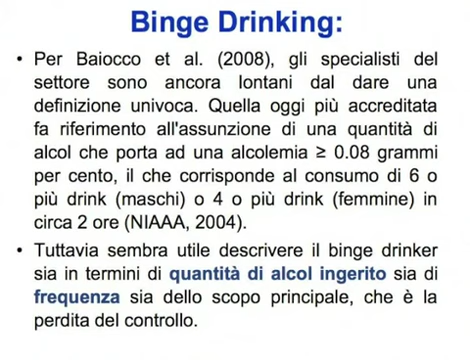 Binge Drinking:
• Per Baiocco et al. (2008), gli specialisti del
settore sono ancora lontani dal dare una
definizione univoca. Quella oggi più accreditata
fa riferimento all'assunzione di una quantità di
alcol che porta ad una alcolemia ≥ 0.08 grammi
per cento, il che corrisponde al consumo di 6 o
più drink (maschi) o 4 o più drink (femmine) in
circa 2 ore (NIAAA, 2004).
• Tuttavia sembra utile descrivere il binge drinker
sia in termini di quantità di alcol ingerito sia di
frequenza sia dello scopo principale, che è la
perdita del controllo.